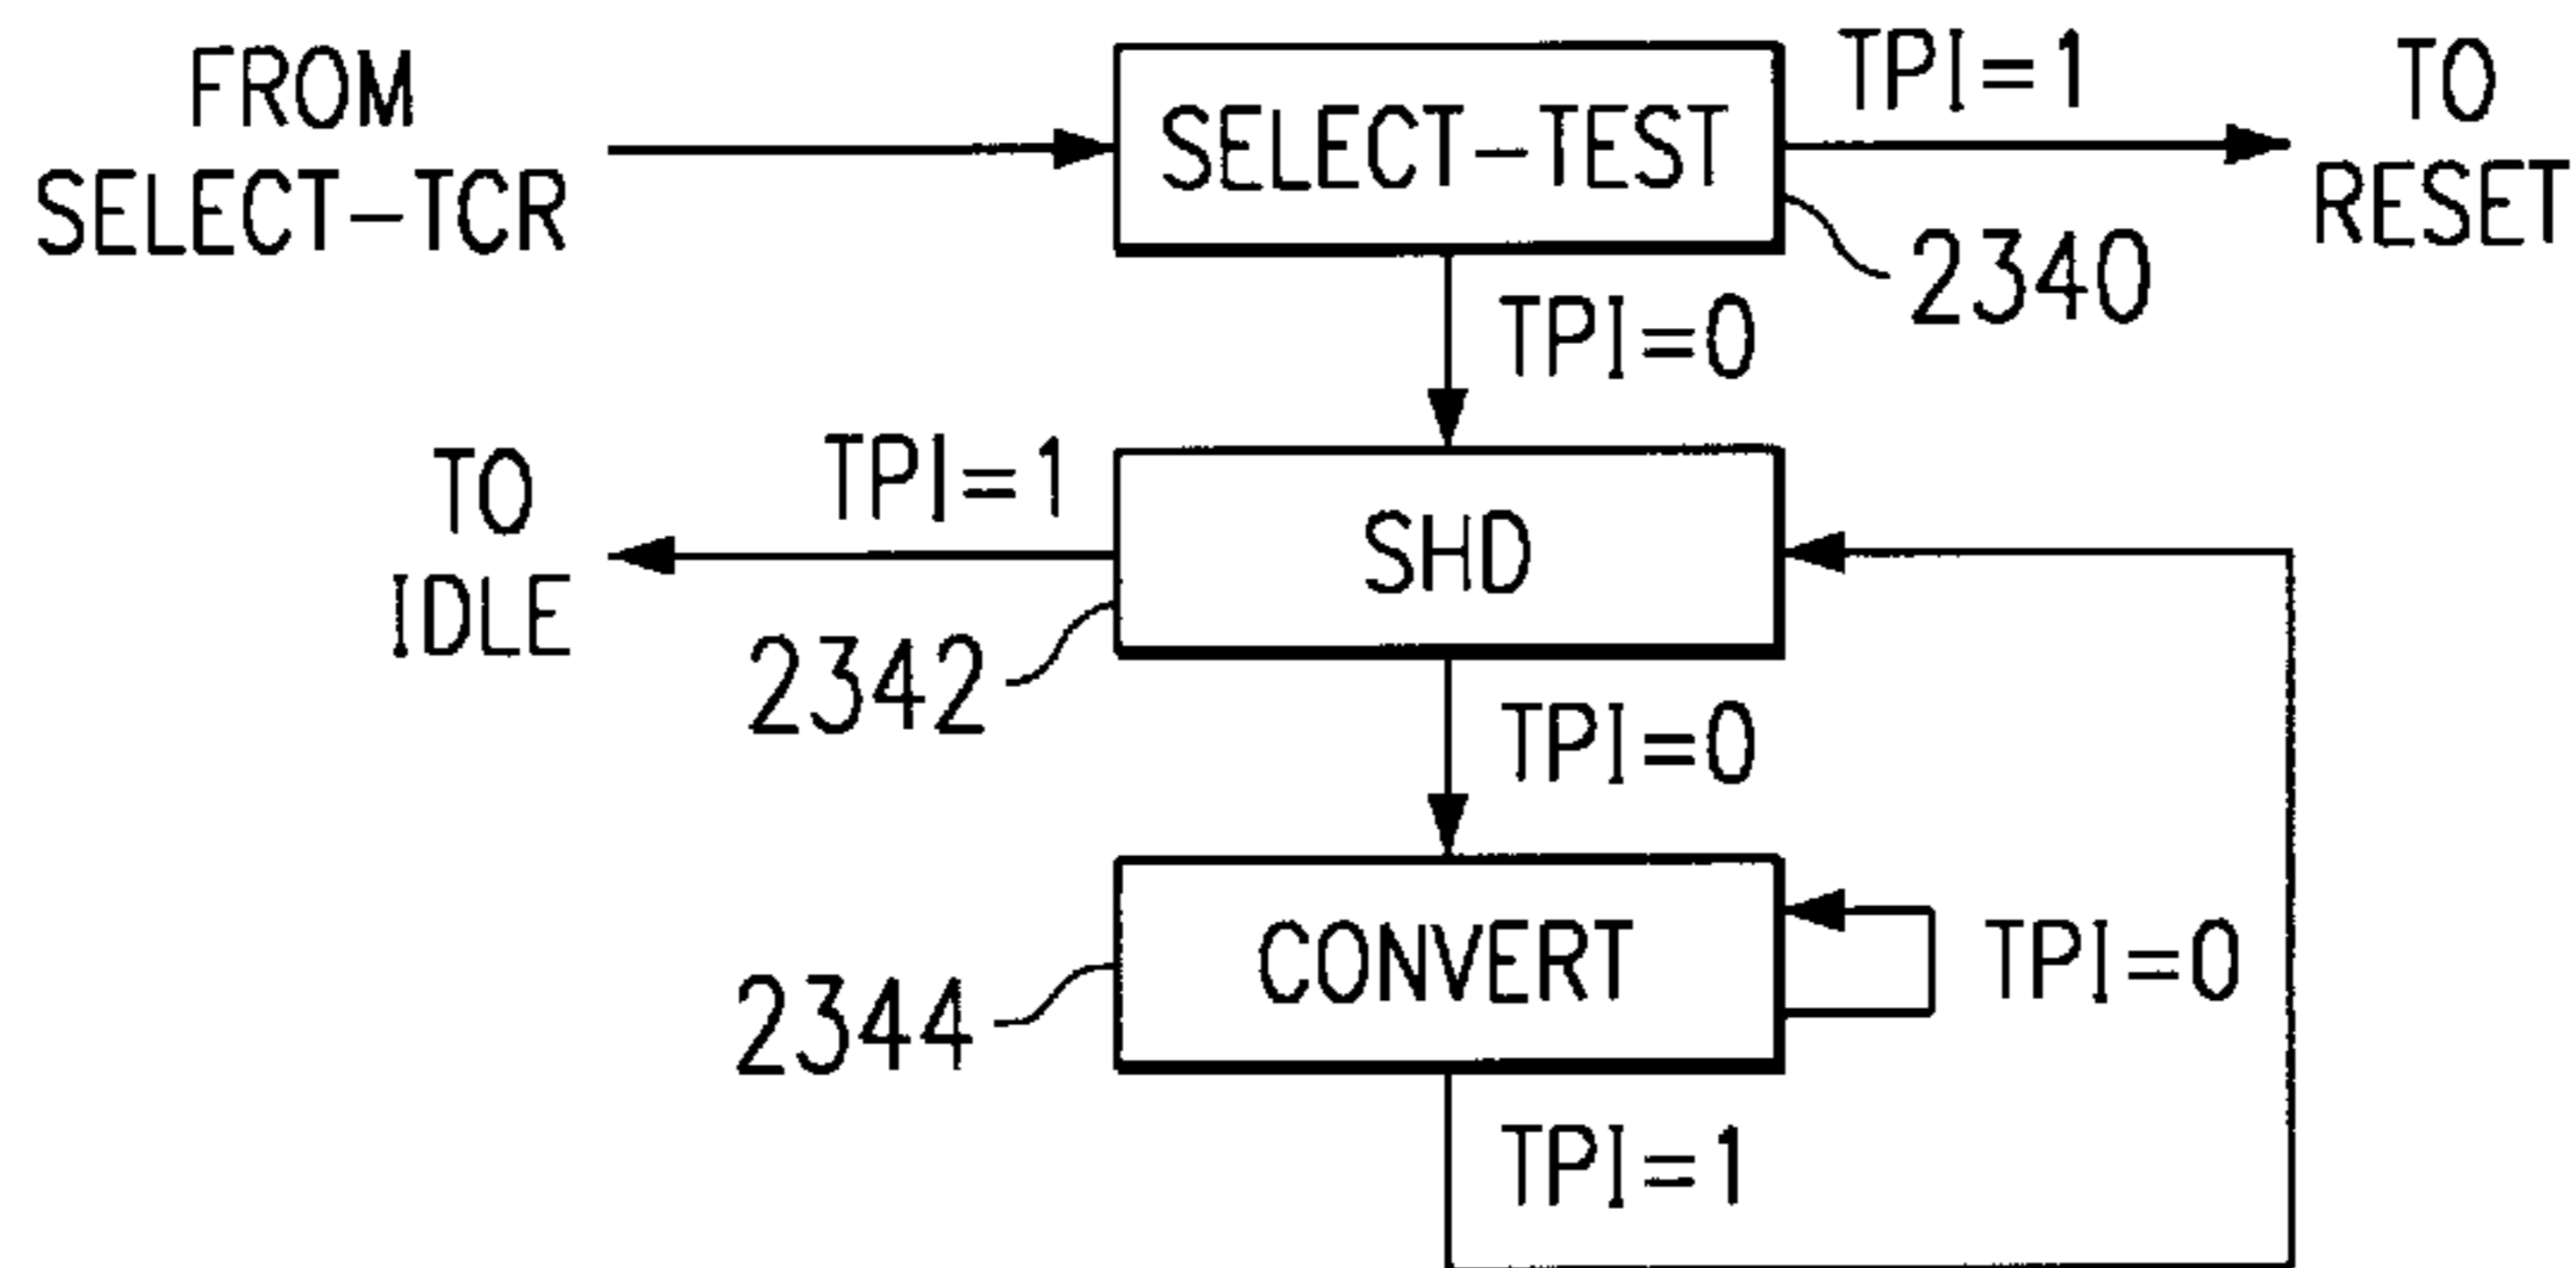 FROM
SELECT-TCR
SELECT-TEST
TPI=1
TO
RESET
2340
TPI=0
TO
IDLE
TPI=1
SHD
2342
TPI=0
CONVERT
TPI=0
2344
TPI=1